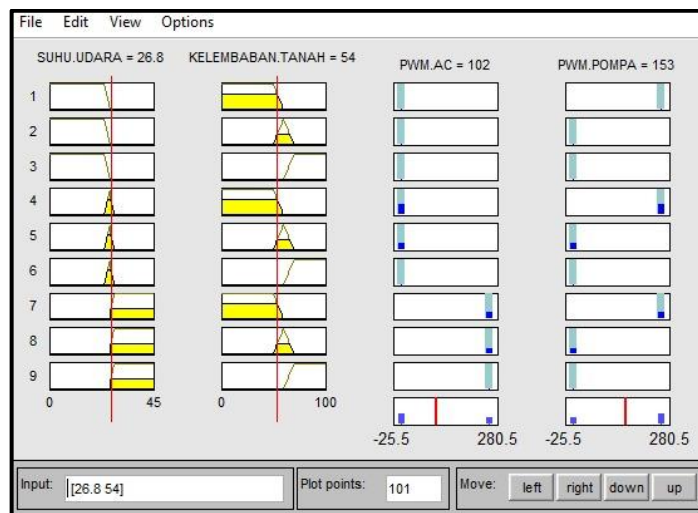 File Edit View Options
SUHU.UDARA = 26.8 KELEMBABAN.TANAH = 54 PWM.AC = 102 PWM.POMPA = 153
1
2
3
4
5
6
7
8
9
0 45 0 100
-25.5 280.5 -25.5 280.5
Input: [26.8 54] Plot points: 101 Move: left right down up